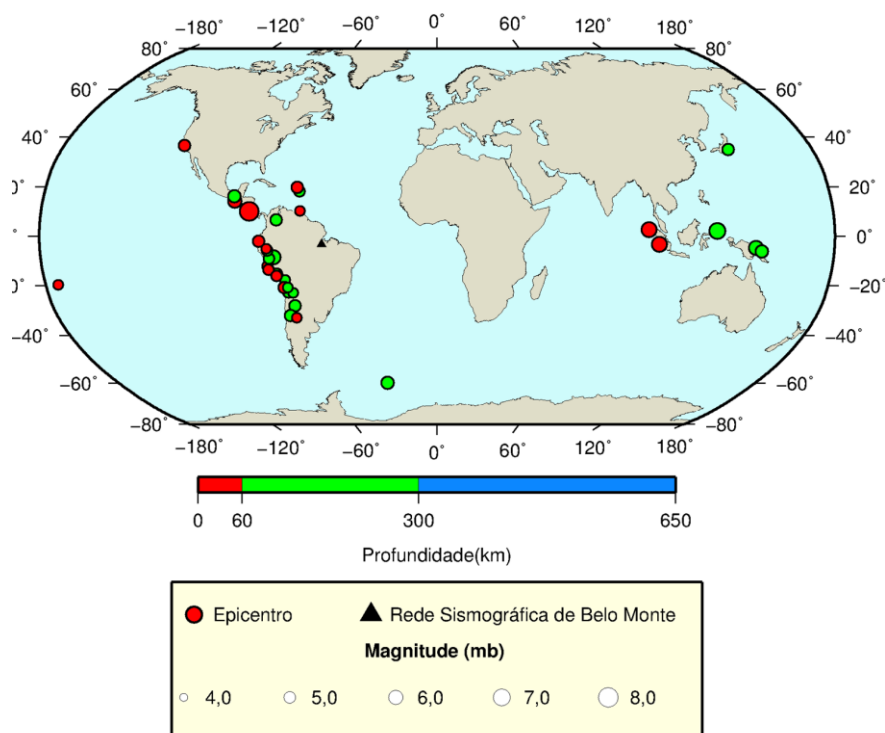 −180˚ −120˚ −60˚ 0˚ 60˚ 120˚ 180˚
80˚ 80˚
60˚ 60˚
40˚ 40˚
20˚ 20˚
0˚ 0˚
20˚ −20˚
−40˚ −40˚
−60˚ −60˚
−80˚ −80˚
−180˚ −120˚ −60˚ 0˚ 60˚ 120˚ 180˚
0 60 300 650
Profundidade(km)
Epicentro Rede Sismográfica de Belo Monte
Magnitude (mb)
4,0 5,0 6,0 7,0 8,0